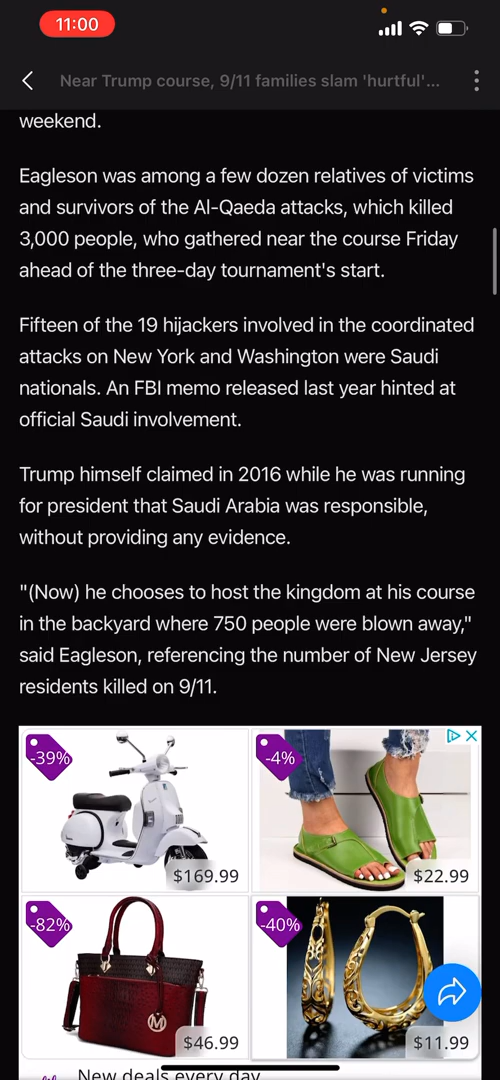 11:00
Near Trump course, 9/11 families slam 'hurtful'...
weekend.
Eagleson was among a few dozen relatives of victims
and survivors of the Al-Qaeda attacks, which killed
3,000 people, who gathered near the course Friday
ahead of the three-day tournament's start.
Fifteen of the 19 hijackers involved in the coordinated
attacks on New York and Washington were Saudi
nationals. An FBI memo released last year hinted at
official Saudi involvement.
Trump himself claimed in 2016 while he was running
for president that Saudi Arabia was responsible,
without providing any evidence.
"(Now) he chooses to host the kingdom at his course
in the backyard where 750 people were blown away,"
said Eagleson, referencing the number of New Jersey
residents killed on 9/11.
-39%
$169.99
-4%
$22.99
-82%
M
$46.99
-40%
$11.99
New deals every day